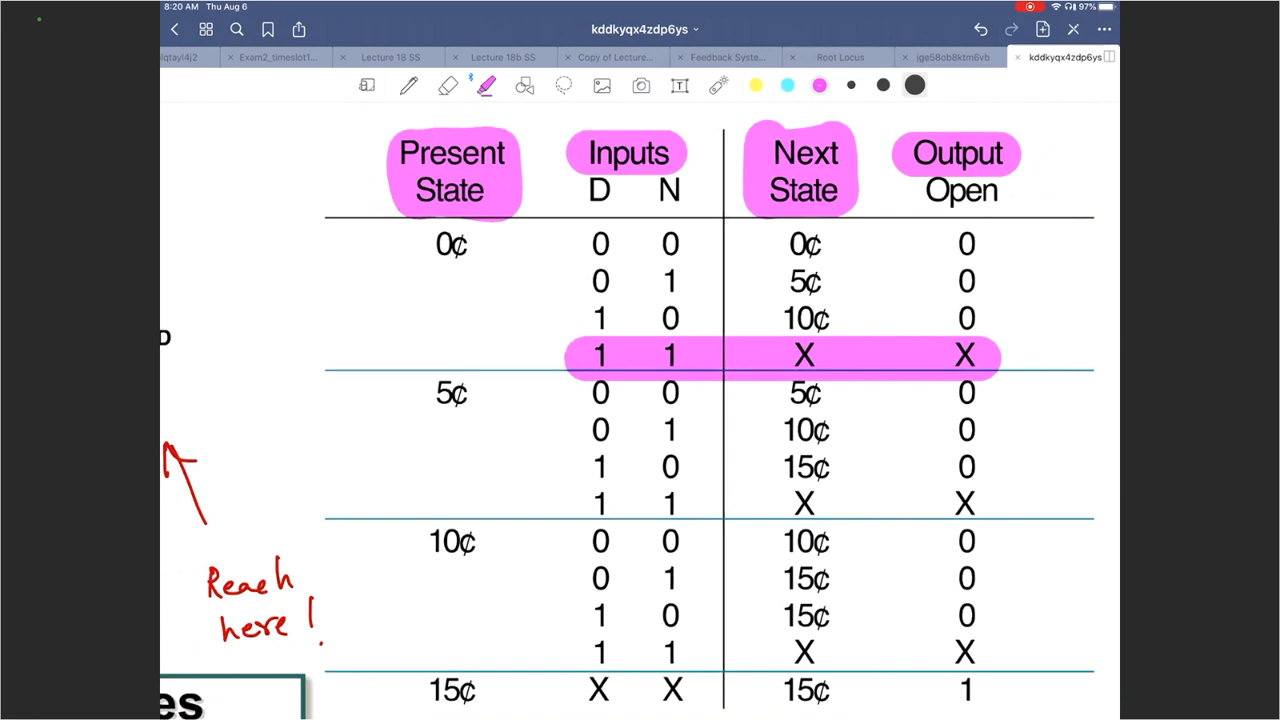 8:20 AM Thu Aug 6
97%
kddkyqx4zdp6ys
Exam2_timeslot1...
Lecture 18 SS
Lecture 18b SS
Copy of Lecture...
Feedback Syste...
Root Locus
jge58ob8ktm6vb
kddkyqx4zdp6ys
T
Present Inputs Next Output
State D N State Open
0¢ 0 0 0¢ 0
0 1 5¢ 0
1 0 10¢ 0
1 1 X X
5¢ 0 0 5¢ 0
0 1 10¢ 0
1 0 15¢ 0
1 1 X X
10¢ 0 0 10¢ 0
0 1 15¢ 0
1 0 15¢ 0
1 1 X X
15¢ X X 15¢ 1
Reach
here !
es